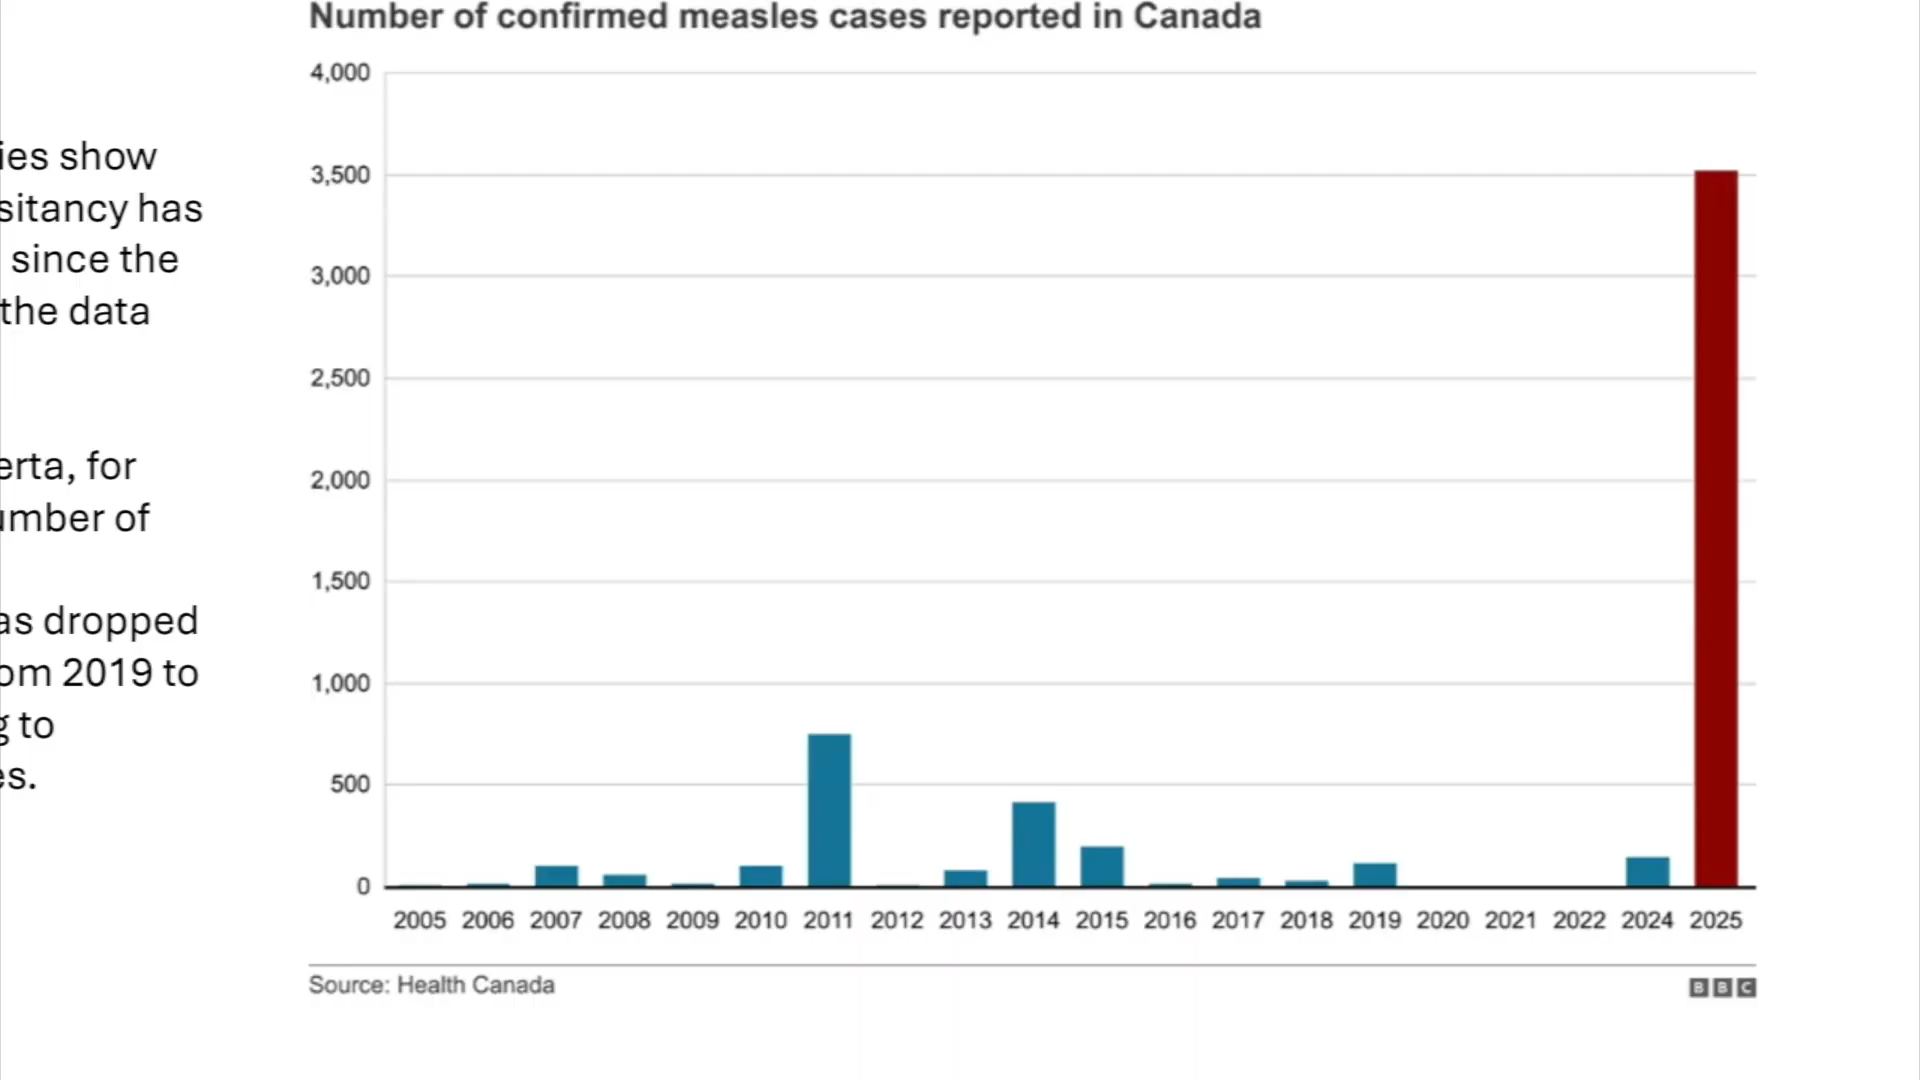 Number of confirmed measles cases reported in Canada
4,000
3,500
3,000
2,500
2,000
1,500
1,000
500
0
2005 2006 2007 2008 2009 2010 2011 2012 2013 2014 2015 2016 2017 2018 2019 2020 2021 2022 2024 2025
Source: Health Canada
BBC
ies show
sitancy has
since the
the data
erta, for
umber of
as dropped
om 2019 to
g to
es.